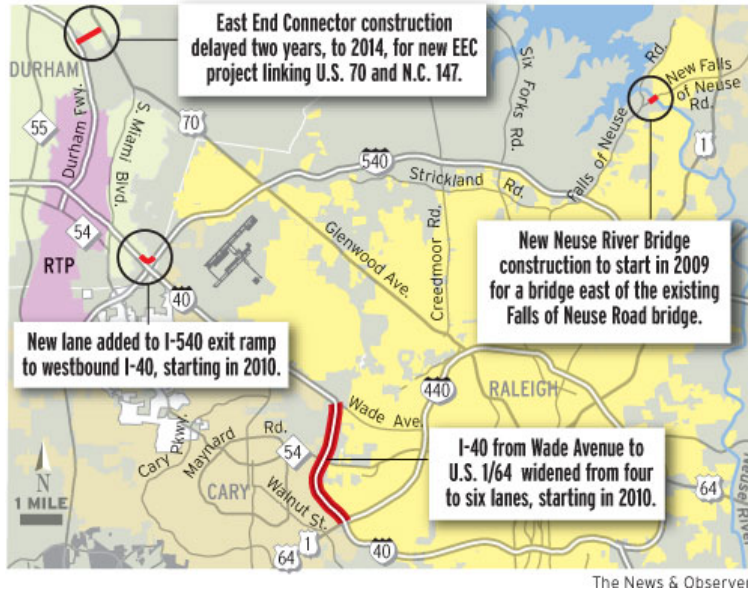 East End Connector construction
delayed two years, to 2014, for new EEC
project linking U.S. 70 and N.C. 147.
DURHAM
55
Durham Fwy.
S. Miami Blvd.
70
Six Forks Rd.
Falls of Neuse Rd.
New Falls
of Neuse
Rd.
1
540
Strickland Rd.
54
RTP
40
Glenwood Ave.
Creedmoor Rd.
New Neuse River Bridge
construction to start in 2009
for a bridge east of the existing
Falls of Neuse Road bridge.
New lane added to I-540 exit ramp
to westbound I-40, starting in 2010.
440
RALEIGH
Wade Ave.
Cary Pkwy.
Maynard Rd.
54
CARY
Walnut St.
I-40 from Wade Avenue to
U.S. 1/64 widened from four
to six lanes, starting in 2010.
64
Neuse River
N
1 MILE
64
1
40
The News & Observer